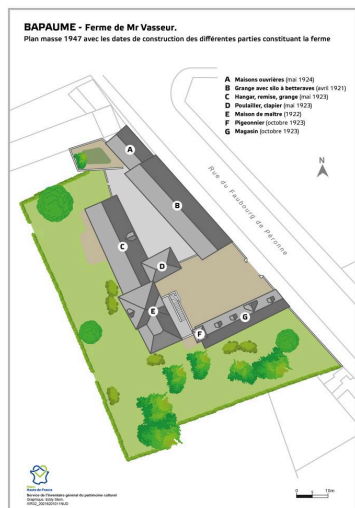 BAPAUME - Ferme de Mr Vasseur.
Plan masse 1947 avec les dates de construction des différentes parties constituant la ferme
A Maisons ouvrières (mai 1924)
B Grange avec silo à betteraves (avril 1921)
C Hangar, remise, grange (mai 1923)
D Poulailler, clapier (mai 1923)
E Maison de maître (1922)
F Pigeonnier (octobre 1923)
G Magasin (octobre 1923)
N
Rue du Faubourg de Péronne
A
B
C
D
E
G
F
Hauts-de-France
Service de l'inventaire général du patrimoine culturel
0
10m